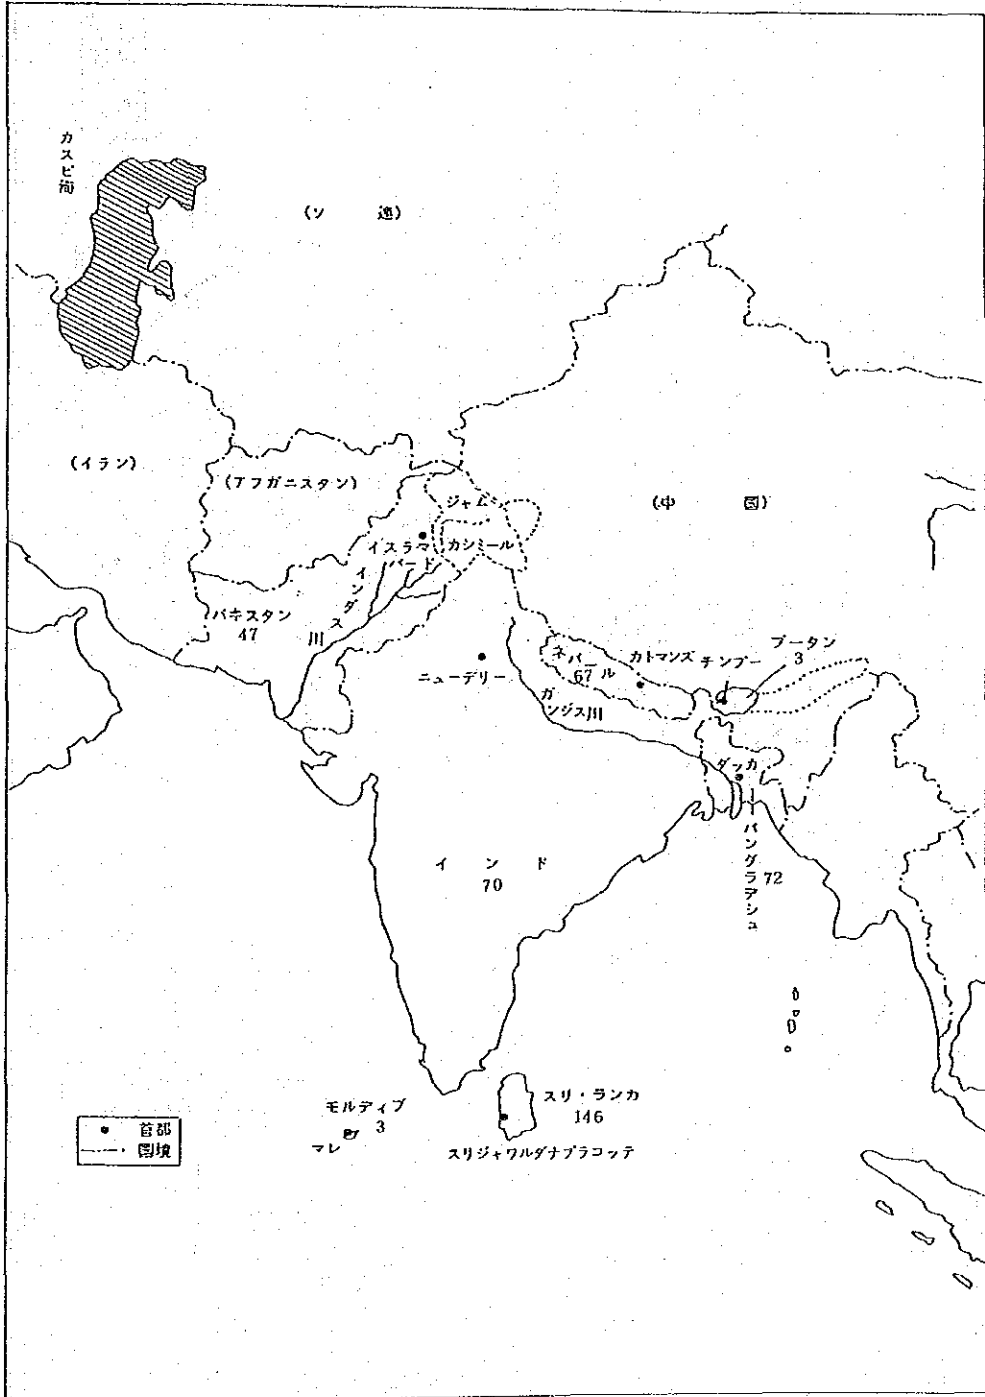 カスピ海
(ソ 連)
(イラン)
(アフガニスタン)
ジャム
(中 国)
イスラマ
バード
カシミール
インダス川
パキスタン
47
ブータン
3
ネパール
67
カトマンズ
チンプー
ニューデリー
ガンジス川
ダッカ
バングラデシュ
72
インド
70
モルディブ
3
マレ
スリ・ランカ
146
スリジャワルダナプラコッテ
首都
国境